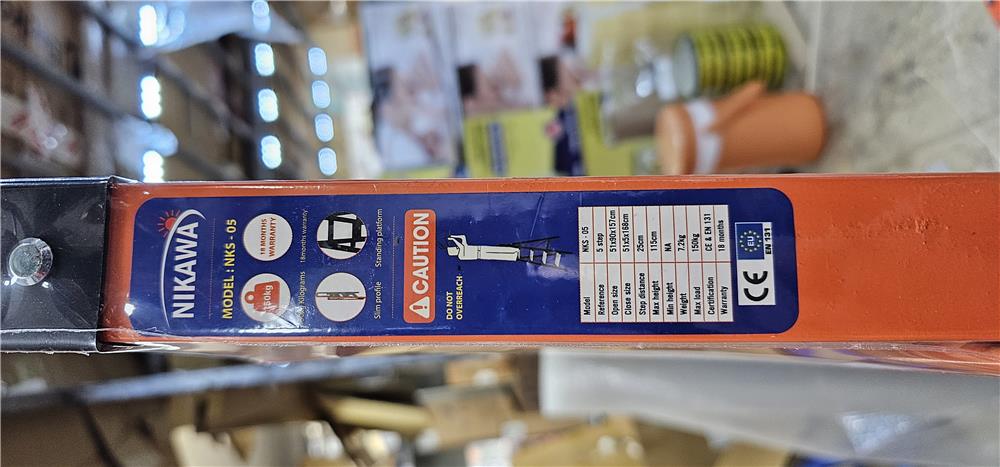 NIKAWA
MODEL : NKS - 05
150kg
18 MONTHS
WARRANTY
Kilograms
18months warranty
Slim profile
Standing platform
CAUTION
DO NOT
OVERREACH
Model NKS - 05
Reference 5 step
Open size 51x90x157cm
Close size 51x5x168cm
Step distance 25cm
Max height 115cm
Min height NA
Weight 7.2kg
Max load 150kg
Certification CE & EN 131
Warranty 18 months
CE
EU
EN 131